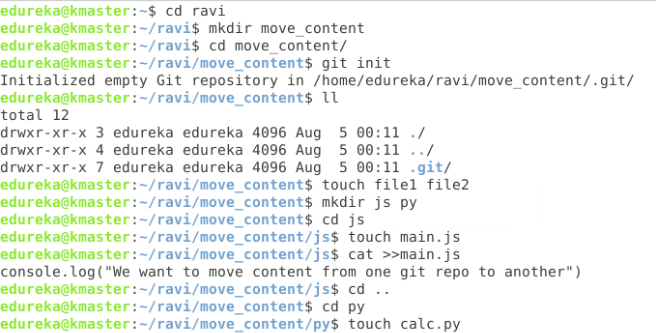 edureka@kmaster:~$ cd ravi
edureka@kmaster:~/ravi$ mkdir move_content
edureka@kmaster:~/ravi$ cd move_content/
edureka@kmaster:~/ravi/move_content$ git init
Initialized empty Git repository in /home/edureka/ravi/move_content/.git/
edureka@kmaster:~/ravi/move_content$ ll
total 12
drwxr-xr-x 3 edureka edureka 4096 Aug  5 00:11 ./
drwxr-xr-x 4 edureka edureka 4096 Aug  5 00:11 ../
drwxr-xr-x 7 edureka edureka 4096 Aug  5 00:11 .git/
edureka@kmaster:~/ravi/move_content$ touch file1 file2
edureka@kmaster:~/ravi/move_content$ mkdir js py
edureka@kmaster:~/ravi/move_content$ cd js
edureka@kmaster:~/ravi/move_content/js$ touch main.js
edureka@kmaster:~/ravi/move_content/js$ cat >>main.js
console.log("We want to move content from one git repo to another")
edureka@kmaster:~/ravi/move_content/js$ cd ..
edureka@kmaster:~/ravi/move_content$ cd py
edureka@kmaster:~/ravi/move_content/py$ touch calc.py